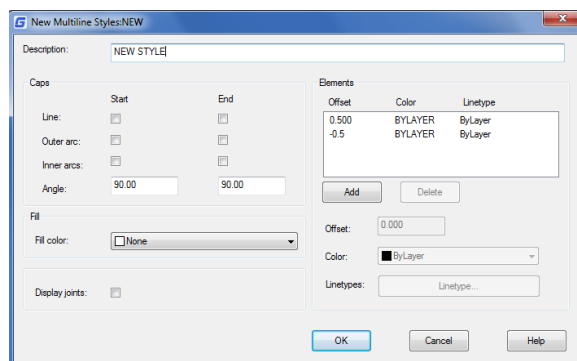 New Multiline Styles:NEW
Description: NEW STYLE
Caps
Start End
Line:
Outer arc:
Inner arcs:
Angle: 90.00 90.00
Fill
Fill color: None
Display joints:
Elements
Offset Color Linetype
0.500 BYLAYER ByLayer
-0.5 BYLAYER ByLayer
Add Delete
Offset: 0.000
Color: ByLayer
Linetypes: Linetype...
OK Cancel Help